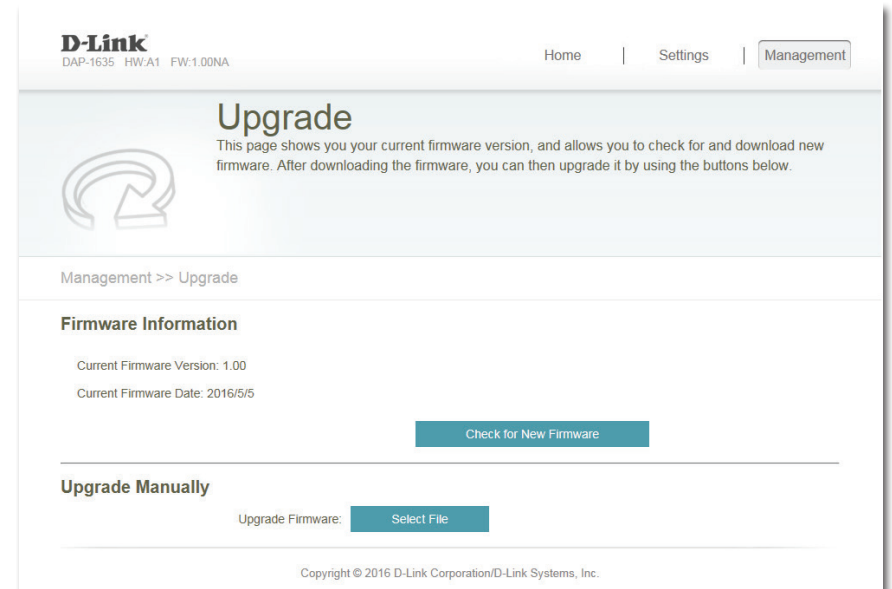 D-Link
DAP-1635 HW:A1 FW:1.00NA
Home | Settings | Management
Upgrade
This page shows you your current firmware version, and allows you to check for and download new
firmware. After downloading the firmware, you can then upgrade it by using the buttons below.
Management >> Upgrade
Firmware Information
Current Firmware Version: 1.00
Current Firmware Date: 2016/5/5
Check for New Firmware
Upgrade Manually
Upgrade Firmware: Select File
Copyright © 2016 D-Link Corporation/D-Link Systems, Inc.